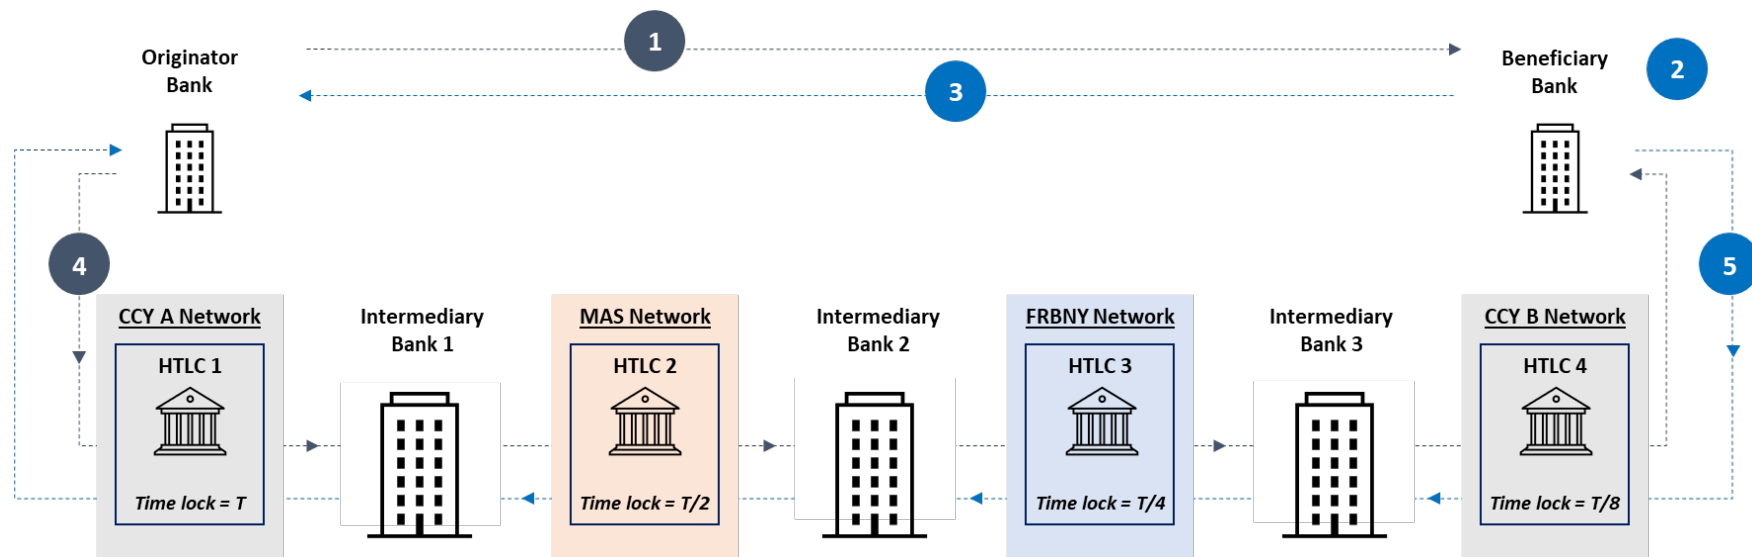 1
Originator
Bank
Beneficiary
Bank
2
3
4
5
CCY A Network
HTLC 1
Time lock = T
Intermediary
Bank 1
MAS Network
HTLC 2
Time lock = T/2
Intermediary
Bank 2
FRBNY Network
HTLC 3
Time lock = T/4
Intermediary
Bank 3
CCY B Network
HTLC 4
Time lock = T/8